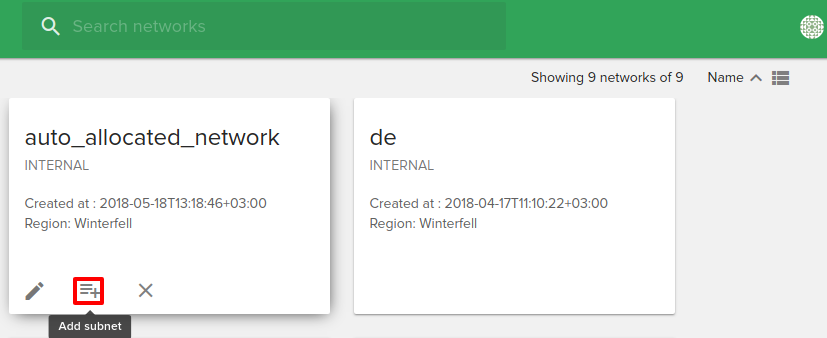 Search networks
Showing 9 networks of 9 Name
auto_allocated_network
INTERNAL
Created at : 2018-05-18T13:18:46+03:00
Region: Winterfell
Add subnet
de
INTERNAL
Created at : 2018-04-17T11:10:22+03:00
Region: Winterfell